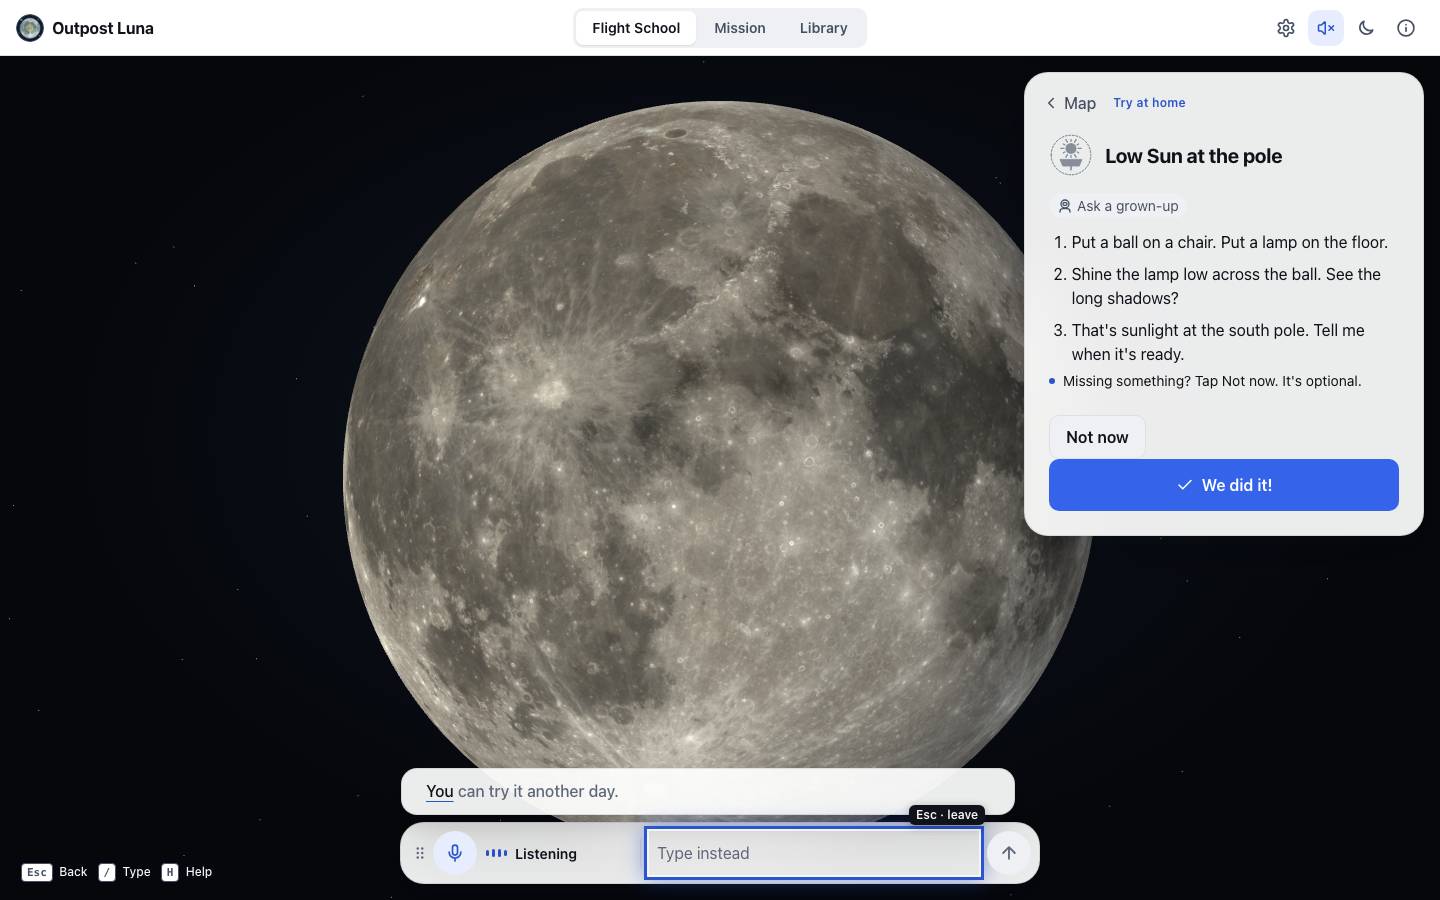 Outpost Luna
Flight School
Mission
Library
Map
Try at home
Low Sun at the pole
Ask a grown-up
1. Put a ball on a chair. Put a lamp on the floor.
2. Shine the lamp low across the ball. See the
long shadows?
3. That's sunlight at the south pole. Tell me
when it's ready.
Missing something? Tap Not now. It's optional.
Not now
We did it!
You can try it another day.
Esc · leave
Listening
Type instead
Esc Back / Type H Help